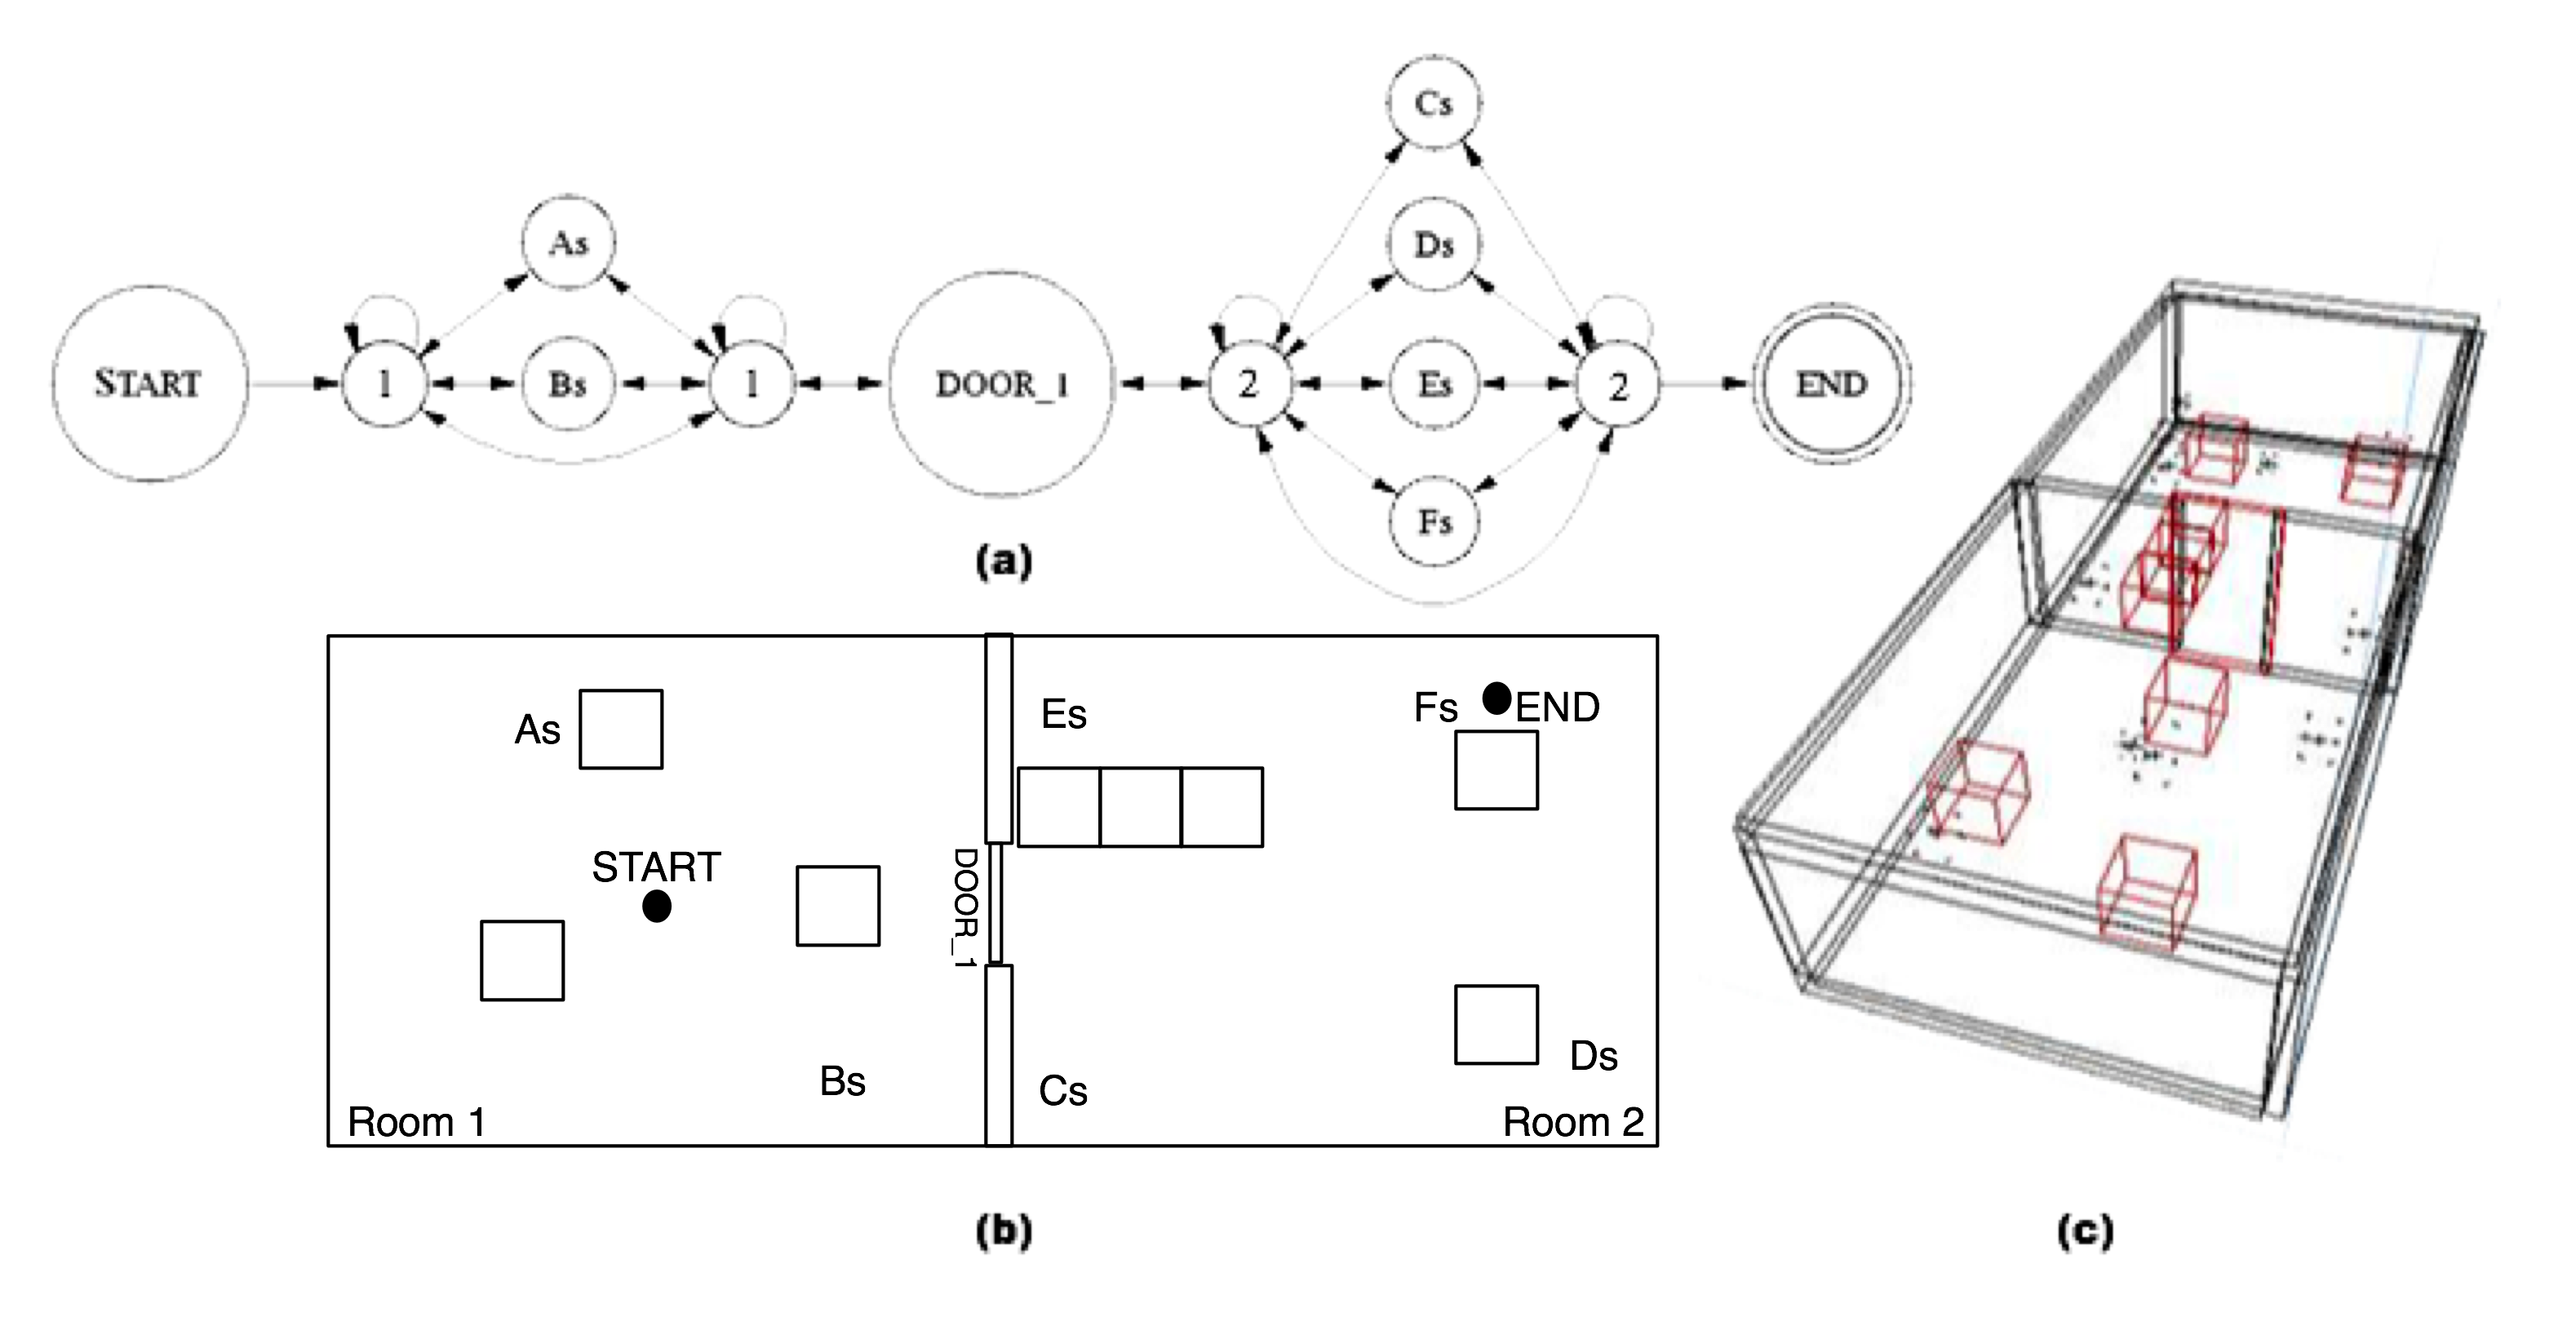 Cs
As
Ds
START
1
Bs
1
DOOR_1
2
Es
2
END
Fs
(a)
As
Es
Fs
END
START
DOOR_1
Bs
Cs
Ds
Room 1
Room 2
(b)
(c)